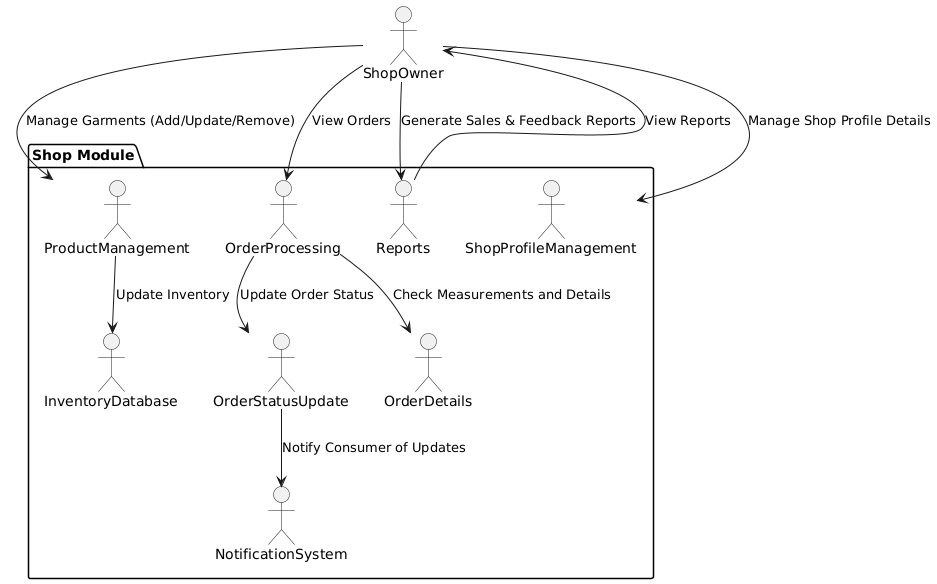 ShopOwner
Manage Garments (Add/Update/Remove)
View Orders
Generate Sales & Feedback Reports
View Reports
Manage Shop Profile Details
Shop Module
ProductManagement
OrderProcessing
Reports
ShopProfileManagement
Update Inventory
Update Order Status
Check Measurements and Details
InventoryDatabase
OrderStatusUpdate
OrderDetails
Notify Consumer of Updates
NotificationSystem